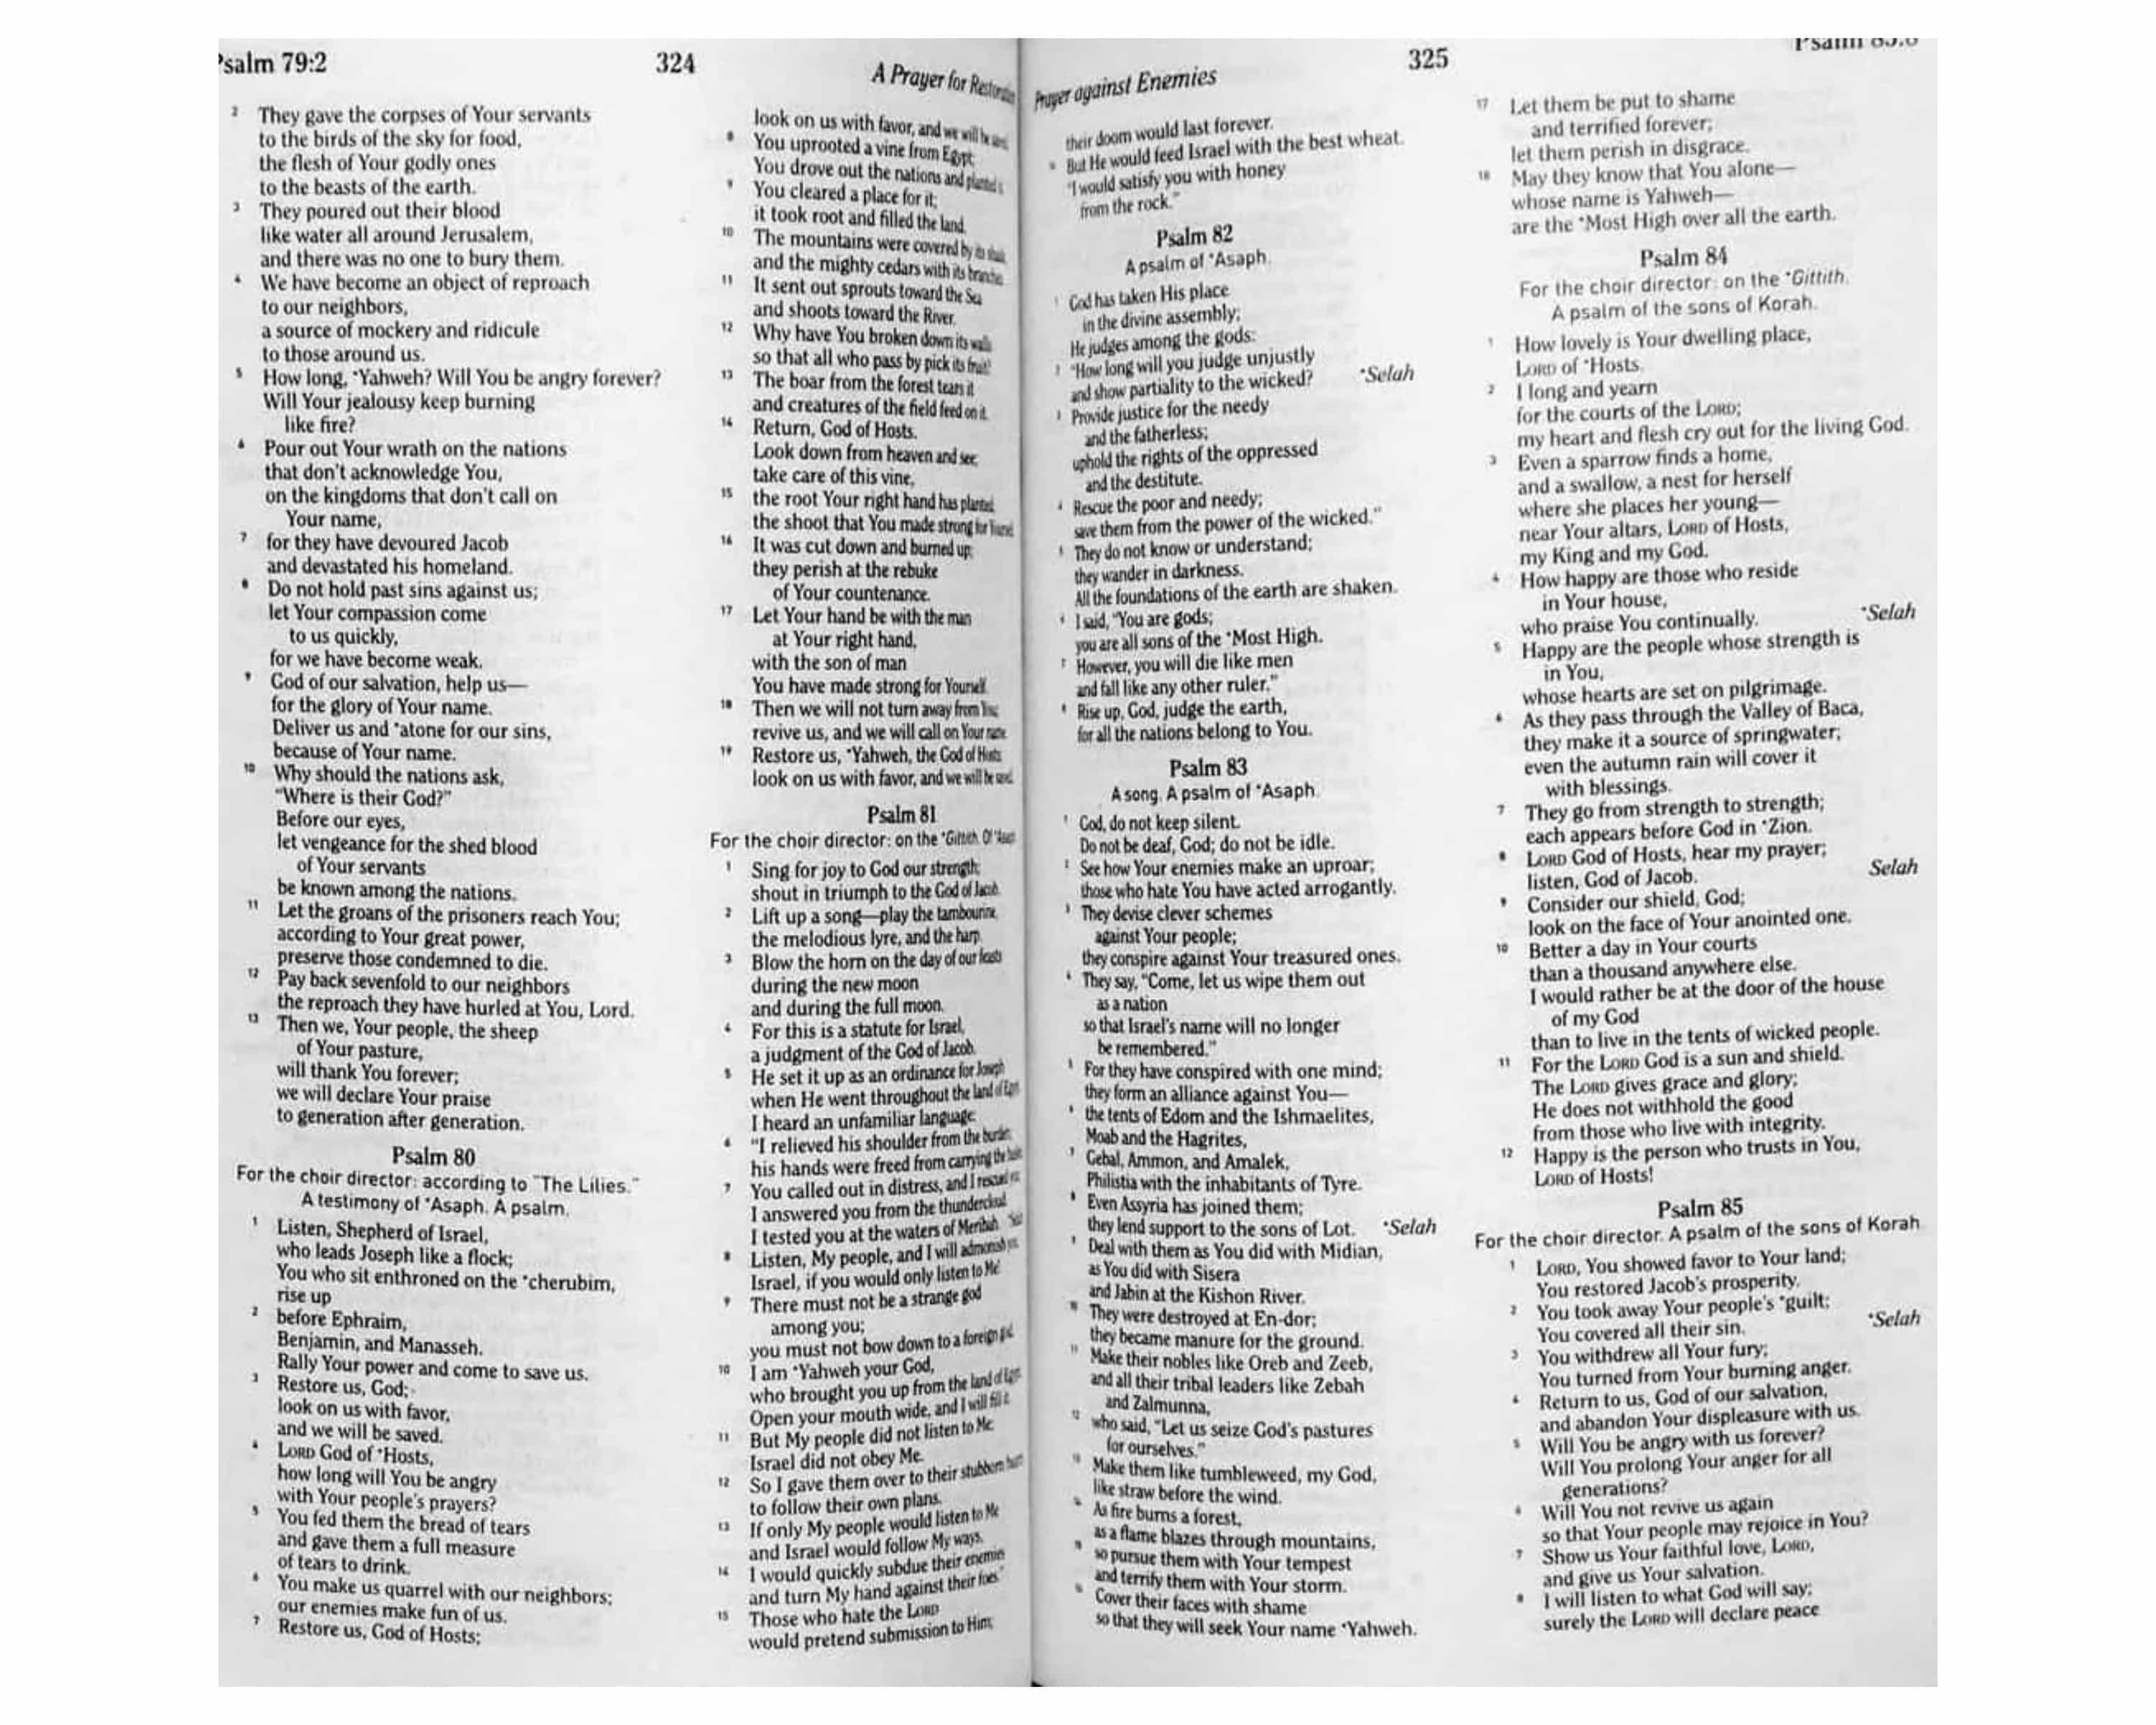 Psalm 79:2
324
A Prayer for Restoration
2 They gave the corpses of Your servants
to the birds of the sky for food,
the flesh of Your godly ones
to the beasts of the earth.
3 They poured out their blood
like water all around Jerusalem,
and there was no one to bury them.
4 We have become an object of reproach
to our neighbors,
a source of mockery and ridicule
to those around us.
5 How long, *Yahweh? Will You be angry forever?
Will Your jealousy keep burning
like fire?
6 Pour out Your wrath on the nations
that don't acknowledge You,
on the kingdoms that don't call on
Your name,
7 for they have devoured Jacob
and devastated his homeland.
8 Do not hold past sins against us;
let Your compassion come
to us quickly,
for we have become weak.
9 God of our salvation, help us—
for the glory of Your name.
Deliver us and *atone for our sins,
because of Your name.
10 Why should the nations ask,
"Where is their God?"
Before our eyes,
let vengeance for the shed blood
of Your servants
be known among the nations.
11 Let the groans of the prisoners reach You;
according to Your great power,
preserve those condemned to die.
12 Pay back sevenfold to our neighbors
the reproach they have hurled at You, Lord.
13 Then we, Your people, the sheep
of Your pasture,
will thank You forever;
we will declare Your praise
to generation after generation.
Psalm 80
For the choir director: according to "The Lilies."
A testimony of *Asaph. A psalm.
1 Listen, Shepherd of Israel,
who leads Joseph like a flock;
You who sit enthroned on the *cherubim,
rise up
2 before Ephraim,
Benjamin, and Manasseh.
Rally Your power and come to save us.
3 Restore us, God;
look on us with favor,
and we will be saved.
4 LORD God of *Hosts,
how long will You be angry
with Your people's prayers?
5 You fed them the bread of tears
and gave them a full measure
of tears to drink.
6 You make us quarrel with our neighbors;
our enemies make fun of us.
7 Restore us, God of Hosts;
look on us with favor, and we will be saved.
8 You uprooted a vine from Egypt;
You drove out the nations and planted it.
9 You cleared a place for it;
it took root and filled the land.
10 The mountains were covered by its shade,
and the mighty cedars with its branches.
11 It sent out sprouts toward the Sea
and shoots toward the River.
12 Why have You broken down its walls
so that all who pass by pick its fruit?
13 The boar from the forest tears it
and creatures of the field feed on it.
14 Return, God of Hosts.
Look down from heaven and see;
take care of this vine,
15 the root Your right hand has planted,
the shoot that You made strong for Yourself.
16 It was cut down and burned up;
they perish at the rebuke
of Your countenance.
17 Let Your hand be with the man
at Your right hand,
with the son of man
You have made strong for Yourself.
18 Then we will not turn away from You;
revive us, and we will call on Your name.
19 Restore us, *Yahweh, the God of Hosts;
look on us with favor, and we will be saved.
Psalm 81
For the choir director: on the *Gittith. Of *Asaph.
1 Sing for joy to God our strength;
shout in triumph to the God of Jacob.
2 Lift up a song—play the tambourine,
the melodious lyre, and the harp.
3 Blow the horn on the day of our feasts
during the new moon
and during the full moon.
4 For this is a statute for Israel,
a judgment of the God of Jacob.
5 He set it up as an ordinance for Joseph
when He went throughout the land of Egypt.
I heard an unfamiliar language:
6 "I relieved his shoulder from the burden;
his hands were freed from carrying the basket.
7 You called out in distress, and I rescued you;
I answered you from the thundercloud.
I tested you at the waters of Meribah. *Selah
8 Listen, My people, and I will admonish you.
Israel, if you would only listen to Me!
9 There must not be a strange god
among you;
you must not bow down to a foreign god.
10 I am *Yahweh your God,
who brought you up from the land of Egypt.
Open your mouth wide, and I will fill it.
11 But My people did not listen to Me;
Israel did not obey Me.
12 So I gave them over to their stubborn hearts
to follow their own plans.
13 If only My people would listen to Me
and Israel would follow My ways,
14 I would quickly subdue their enemies
and turn My hand against their foes."
15 Those who hate the LORD
would pretend submission to Him;
Prayer against Enemies
325
Psalm 85:8
their doom would last forever.
16 But He would feed Israel with the best wheat.
"I would satisfy you with honey
from the rock."
Psalm 82
A psalm of *Asaph.
1 God has taken His place
in the divine assembly;
He judges among the gods:
2 "How long will you judge unjustly
and show partiality to the wicked? *Selah
3 Provide justice for the needy
and the fatherless;
uphold the rights of the oppressed
and the destitute.
4 Rescue the poor and needy;
save them from the power of the wicked."
5 They do not know or understand;
they wander in darkness.
All the foundations of the earth are shaken.
6 I said, "You are gods;
you are all sons of the *Most High.
7 However, you will die like men
and fall like any other ruler."
8 Rise up, God, judge the earth,
for all the nations belong to You.
Psalm 83
A song. A psalm of *Asaph.
1 God, do not keep silent.
Do not be deaf, God; do not be idle.
2 See how Your enemies make an uproar;
those who hate You have acted arrogantly.
3 They devise clever schemes
against Your people;
they conspire against Your treasured ones.
4 They say, "Come, let us wipe them out
as a nation
so that Israel's name will no longer
be remembered."
5 For they have conspired with one mind;
they form an alliance against You—
6 the tents of Edom and the Ishmaelites,
Moab and the Hagrites,
7 Gebal, Ammon, and Amalek,
Philistia with the inhabitants of Tyre.
8 Even Assyria has joined them;
they lend support to the sons of Lot. *Selah
9 Deal with them as You did with Midian,
as You did with Sisera
and Jabin at the Kishon River.
10 They were destroyed at En-dor;
they became manure for the ground.
11 Make their nobles like Oreb and Zeeb,
and all their tribal leaders like Zebah
and Zalmunna,
12 who said, "Let us seize God's pastures
for ourselves."
13 Make them like tumbleweed, my God,
like straw before the wind.
14 As fire burns a forest,
as a flame blazes through mountains,
15 so pursue them with Your tempest
and terrify them with Your storm.
16 Cover their faces with shame
so that they will seek Your name *Yahweh.
17 Let them be put to shame
and terrified forever;
let them perish in disgrace.
18 May they know that You alone—
whose name is Yahweh—
are the *Most High over all the earth.
Psalm 84
For the choir director: on the *Gittith.
A psalm of the sons of Korah.
1 How lovely is Your dwelling place,
LORD of *Hosts.
2 I long and yearn
for the courts of the LORD;
my heart and flesh cry out for the living God.
3 Even a sparrow finds a home,
and a swallow, a nest for herself
where she places her young—
near Your altars, LORD of Hosts,
my King and my God.
4 How happy are those who reside
in Your house,
who praise You continually. *Selah
5 Happy are the people whose strength is
in You,
whose hearts are set on pilgrimage.
6 As they pass through the Valley of Baca,
they make it a source of springwater;
even the autumn rain will cover it
with blessings.
7 They go from strength to strength;
each appears before God in *Zion.
8 LORD God of Hosts, hear my prayer;
listen, God of Jacob. Selah
9 Consider our shield, God;
look on the face of Your anointed one.
10 Better a day in Your courts
than a thousand anywhere else.
I would rather be at the door of the house
of my God
than to live in the tents of wicked people.
11 For the LORD God is a sun and shield.
The LORD gives grace and glory;
He does not withhold the good
from those who live with integrity.
12 Happy is the person who trusts in You,
LORD of Hosts!
Psalm 85
For the choir director. A psalm of the sons of Korah.
1 LORD, You showed favor to Your land;
You restored Jacob's prosperity.
2 You took away Your people's *guilt;
You covered all their sin. *Selah
3 You withdrew all Your fury;
You turned from Your burning anger.
4 Return to us, God of our salvation,
and abandon Your displeasure with us.
5 Will You be angry with us forever?
Will You prolong Your anger for all
generations?
6 Will You not revive us again
so that Your people may rejoice in You?
7 Show us Your faithful love, LORD,
and give us Your salvation.
8 I will listen to what God will say;
surely the LORD will declare peace